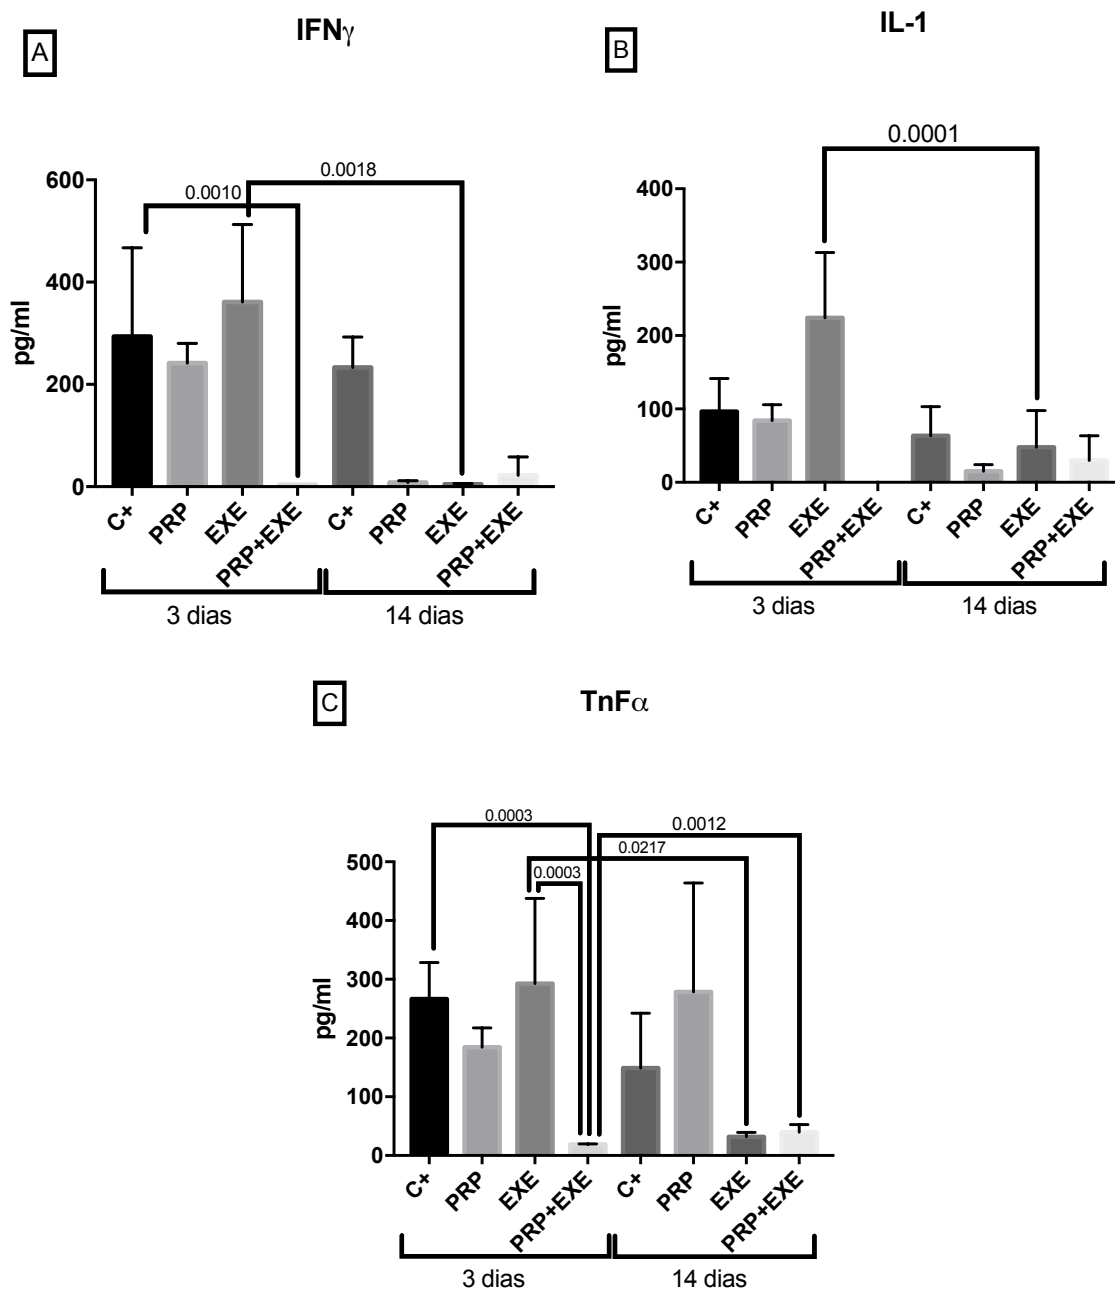 A
IFNγ
0.0018
0.0010
600
400
200
0
pg/ml
C+
PRP
EXE
PRP+EXE
C+
PRP
EXE
PRP+EXE
3 dias
14 dias
B
IL-1
0.0001
400
300
200
100
0
pg/ml
C+
PRP
EXE
PRP+EXE
C+
PRP
EXE
PRP+EXE
3 dias
14 dias
C
TnFα
0.0003
0.0012
0.0217
0.0003
500
400
300
200
100
0
pg/ml
C+
PRP
EXE
PRP+EXE
C+
PRP
EXE
PRP+EXE
3 dias
14 dias